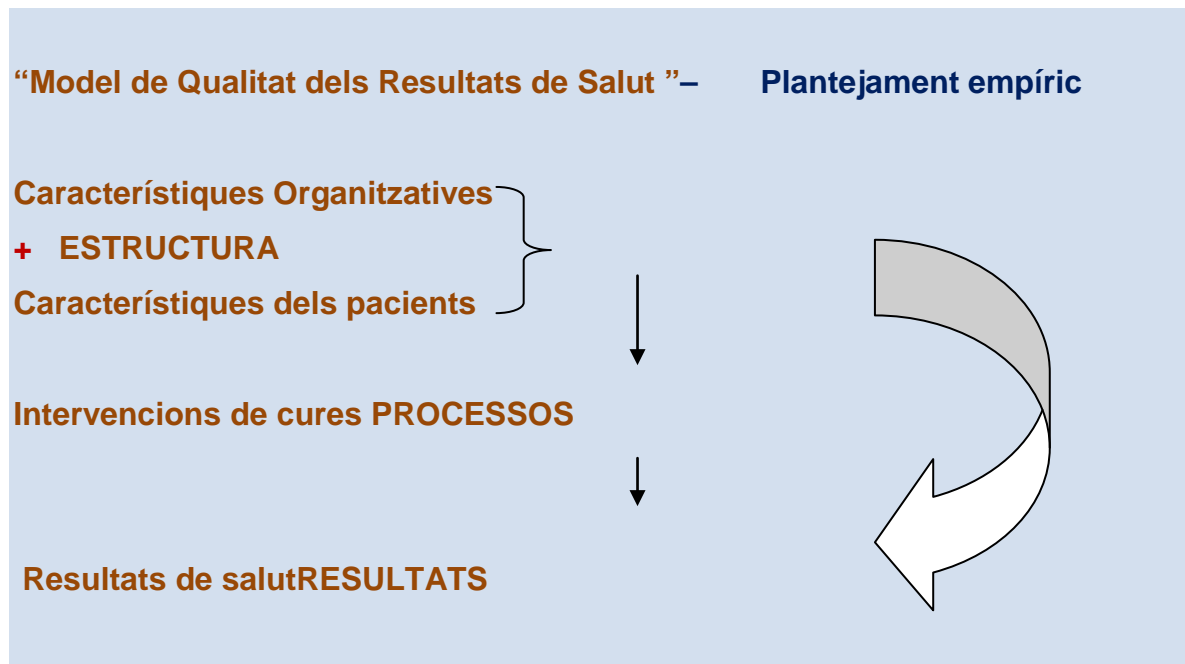 “Model de Qualitat dels Resultats de Salut ”– Plantejament empíric
Característiques Organitzatives
+ ESTRUCTURA
Característiques dels pacients
Intervencions de cures PROCESSOS
Resultats de salutRESULTATS